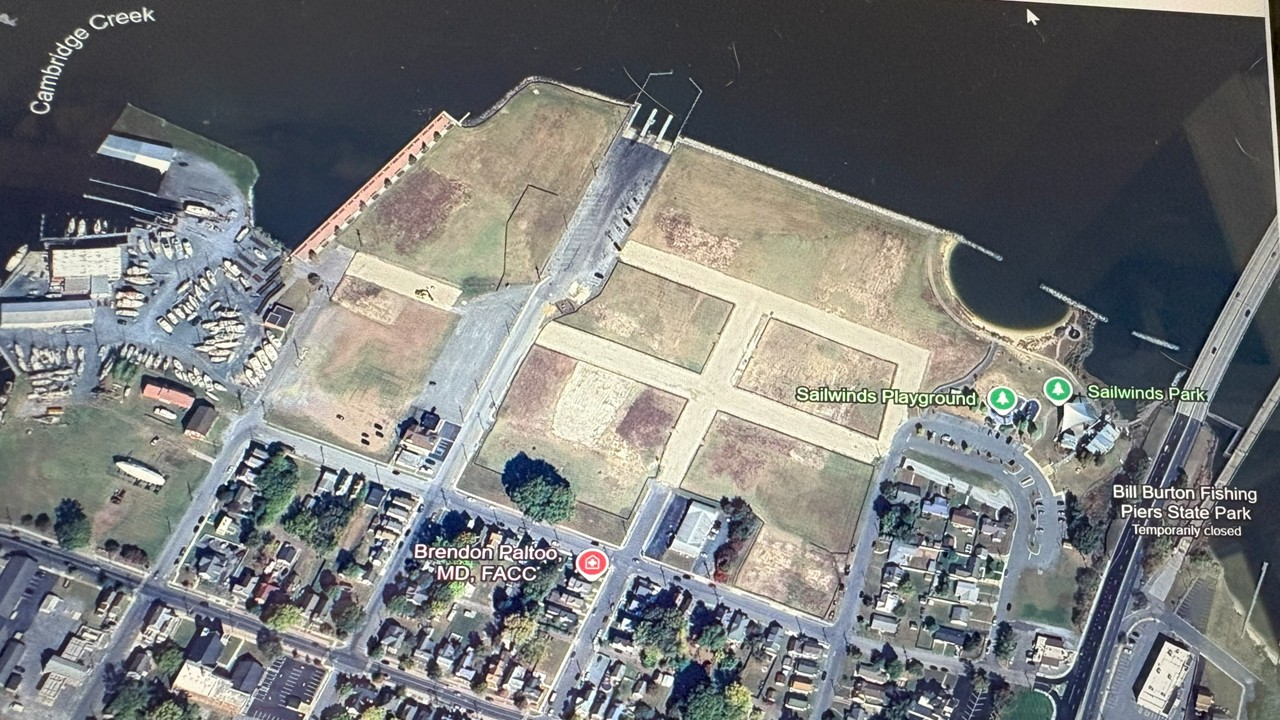 Cambridge Creek
Sailwinds Playground
Sailwinds Park
Bill Burton Fishing
Piers State Park
Temporarily closed
Brendon Paltoo,
MD, FACC